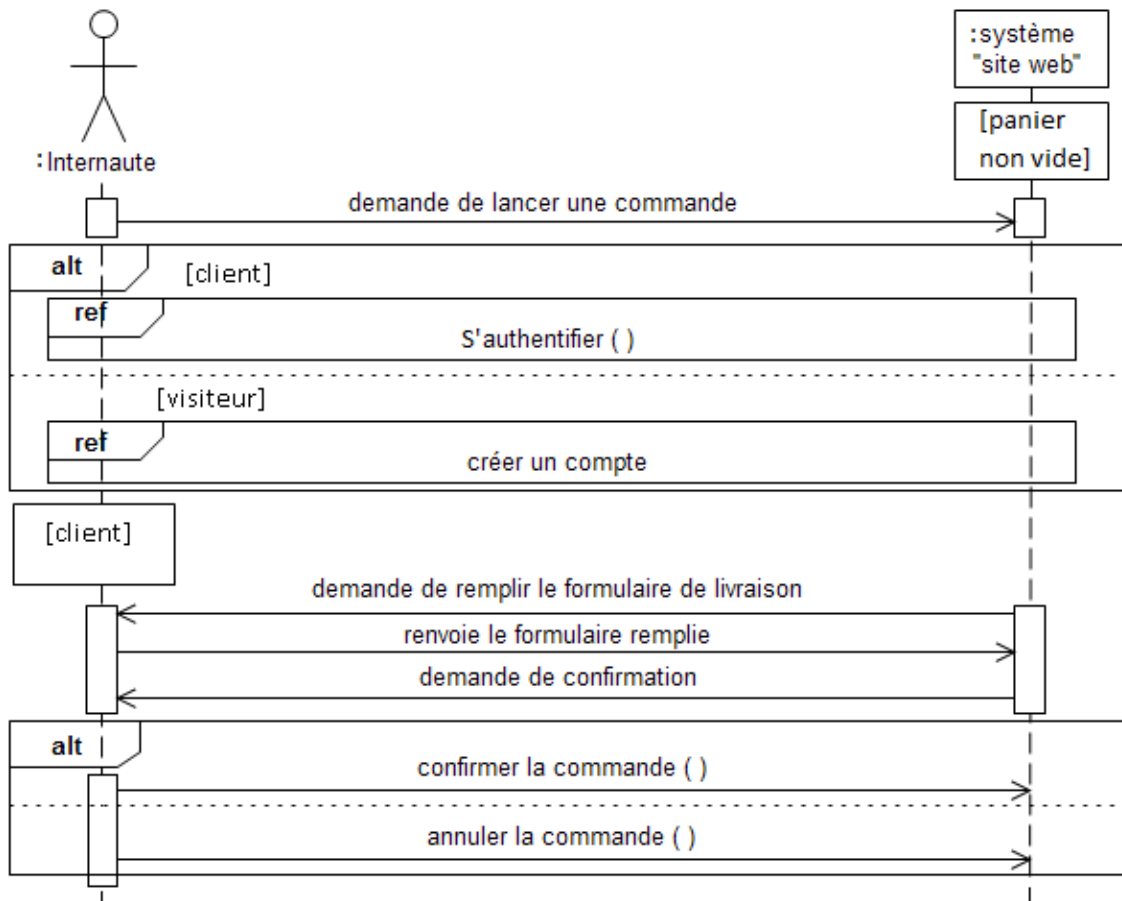 :système
"site web"
[panier
non vide]
:Internaute
demande de lancer une commande
alt
[client]
ref
S'authentifier ( )
[visiteur]
ref
créer un compte
[client]
demande de remplir le formulaire de livraison
renvoie le formulaire remplie
demande de confirmation
alt
confirmer la commande ( )
annuler la commande ( )